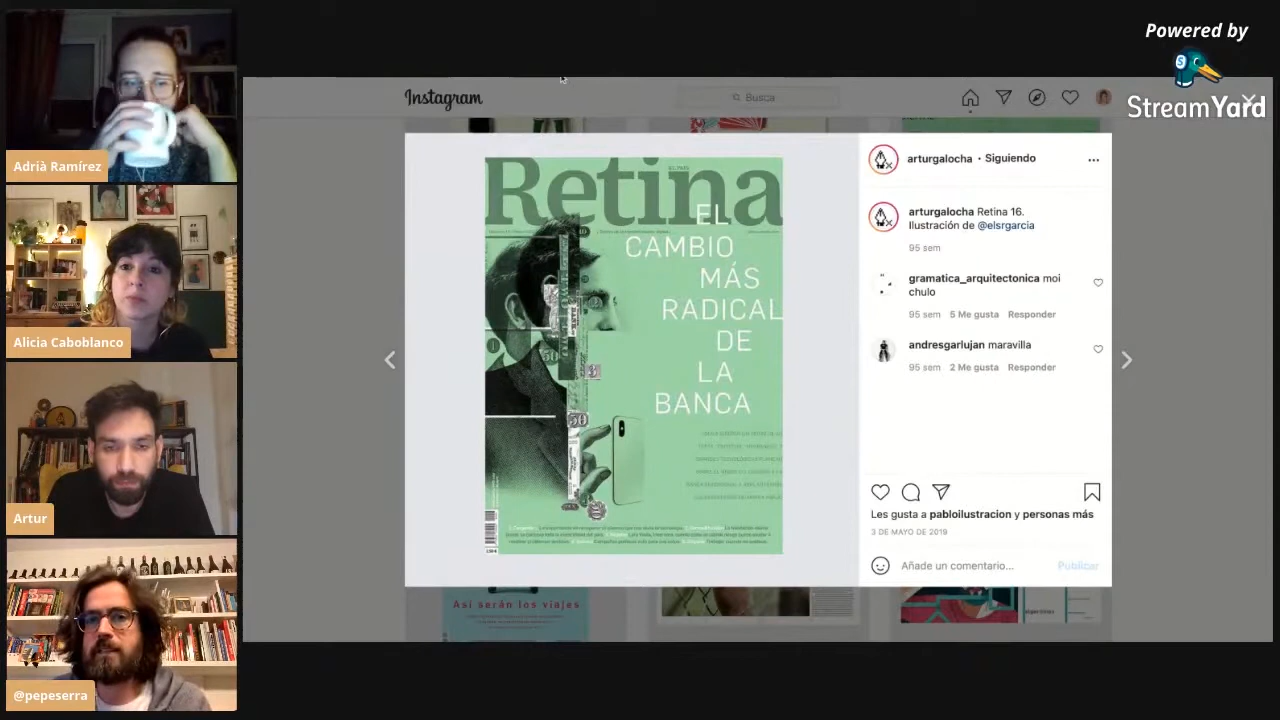 Powered by
StreamYard
Adrià Ramírez
Alicia Caboblanco
Artur
@pepeserra
Instagram
Busca
Retina
EL PAÍS
EL
CAMBIO
MÁS
RADICAL
DE
LA
BANCA
50
arturgalocha • Siguiendo
arturgalocha Retina 16.
Ilustración de @elsrgarcia
95 sem
gramatica_arquitectonica moi
chulo
95 sem 5 Me gusta Responder
andresgarlujan maravilla
95 sem 2 Me gusta Responder
Les gusta a pabloilustracion y personas más
3 DE MAYO DE 2019
Añade un comentario...
Publicar
Así serán los viajes